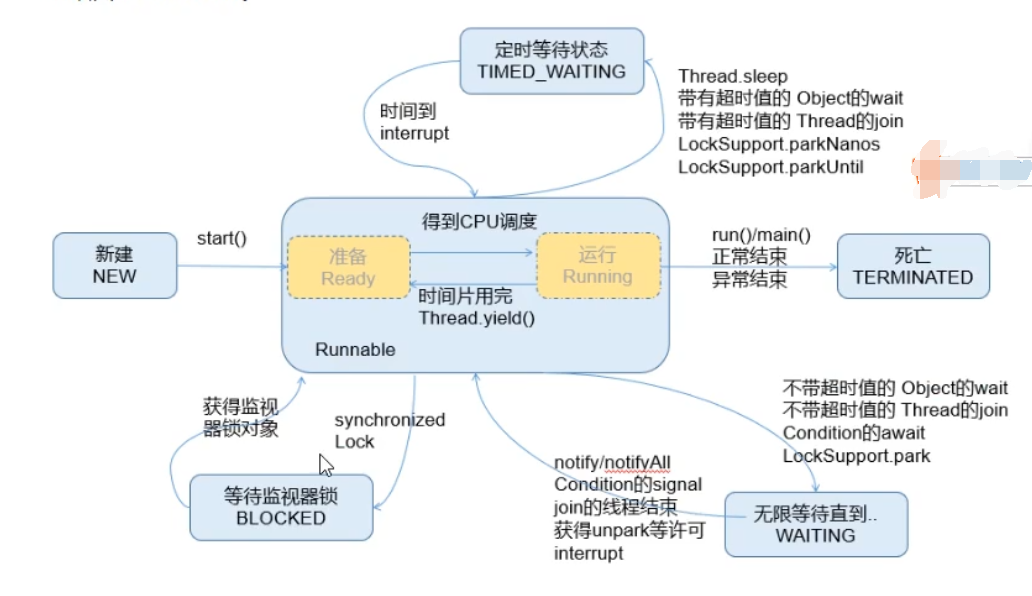 定时等待状态
TIMED_WAITING
Thread.sleep
带有超时值的 Object的wait
带有超时值的 Thread的join
LockSupport.parkNanos
LockSupport.parkUntil
时间到
interrupt
得到CPU调度
新建
NEW
start()
准备
Ready
运行
Running
run()/main()
正常结束
异常结束
死亡
TERMINATED
时间片用完
Thread.yield()
Runnable
获得监视
器锁对象
synchronized
Lock
不带超时值的 Object的wait
不带超时值的 Thread的join
Condition的await
LockSupport.park
notify/notifyAll
Condition的signal
join的线程结束
获得unpark等许可
interrupt
等待监视器锁
BLOCKED
无限等待直到..
WAITING